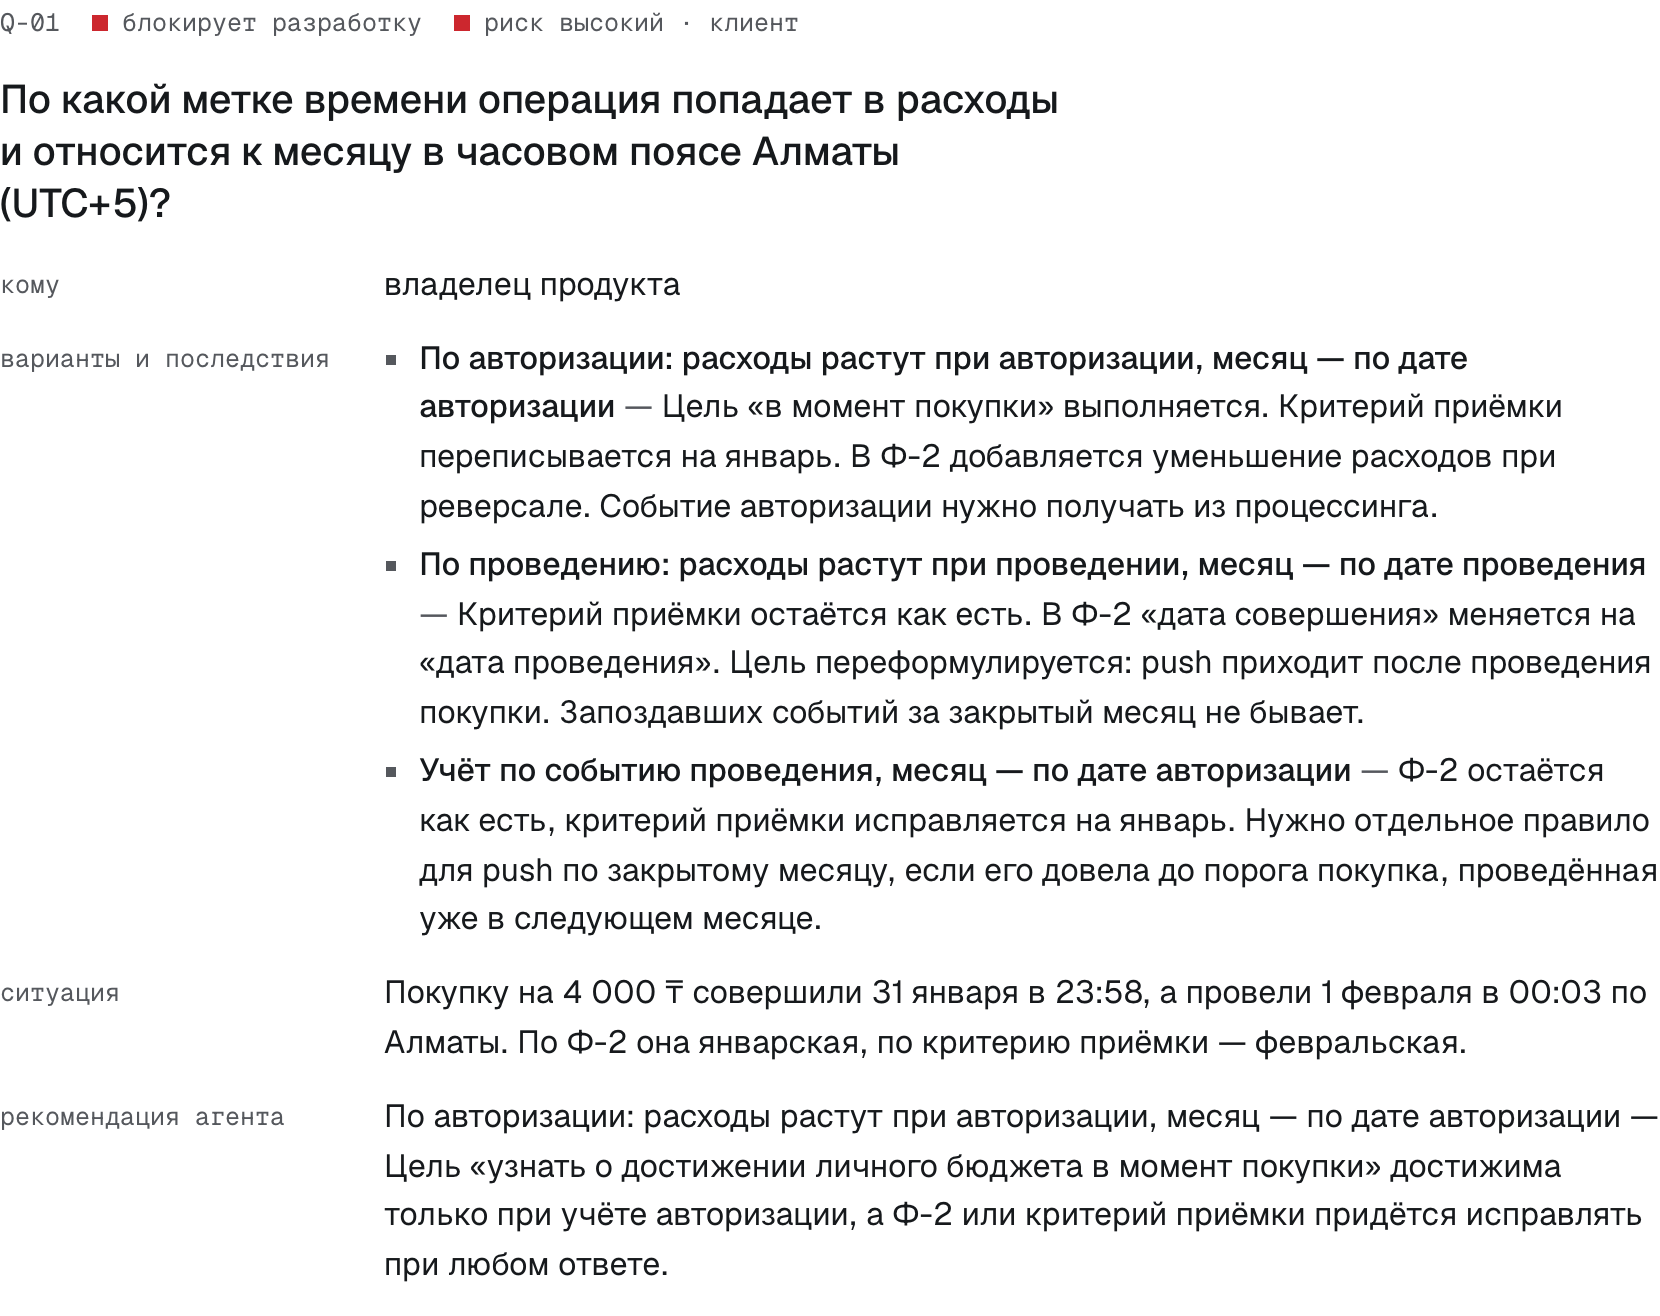 Q-01 блокирует разработку риск высокий · клиент
По какой метке времени операция попадает в расходы
и относится к месяцу в часовом поясе Алматы
(UTC+5)?
кому владелец продукта
варианты и последствия
По авторизации: расходы растут при авторизации, месяц — по дате
авторизации — Цель «в момент покупки» выполняется. Критерий приёмки
переписывается на январь. В Ф-2 добавляется уменьшение расходов при
реверсале. Событие авторизации нужно получать из процессинга.
По проведению: расходы растут при проведении, месяц — по дате проведения
— Критерий приёмки остаётся как есть. В Ф-2 «дата совершения» меняется на
«дата проведения». Цель переформулируется: push приходит после проведения
покупки. Запоздавших событий за закрытый месяц не бывает.
Учёт по событию проведения, месяц — по дате авторизации — Ф-2 остаётся
как есть, критерий приёмки исправляется на январь. Нужно отдельное правило
для push по закрытому месяцу, если его довела до порога покупка, проведённая
уже в следующем месяце.
ситуация
Покупку на 4 000 ₸ совершили 31 января в 23:58, а провели 1 февраля в 00:03 по
Алматы. По Ф-2 она январская, по критерию приёмки — февральская.
рекомендация агента
По авторизации: расходы растут при авторизации, месяц — по дате авторизации —
Цель «узнать о достижении личного бюджета в момент покупки» достижима
только при учёте авторизации, а Ф-2 или критерий приёмки придётся исправлять
при любом ответе.